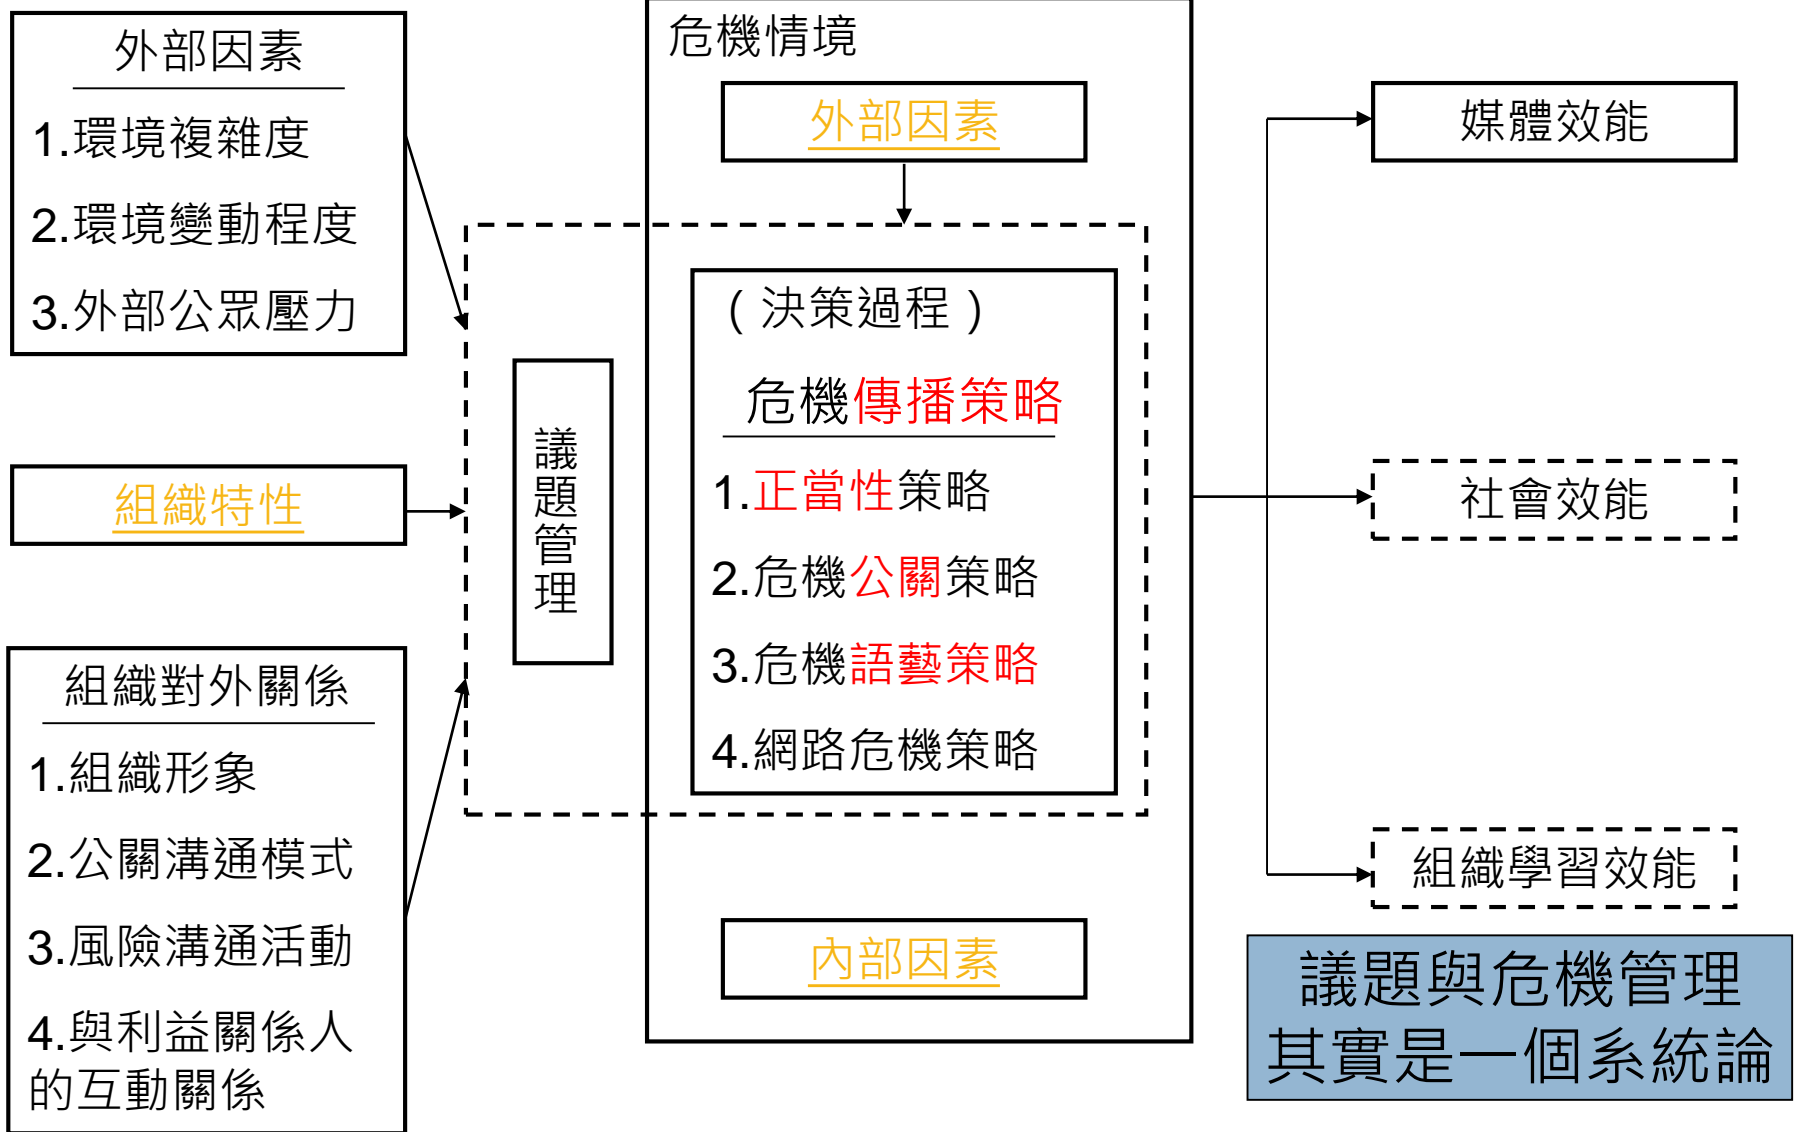 外部因素
1.環境複雜度
2.環境變動程度
3.外部公眾壓力
組織特性
組織對外關係
1.組織形象
2.公關溝通模式
3.風險溝通活動
4.與利益關係人
的互動關係
議題管理
危機情境
外部因素
(決策過程)
危機傳播策略
1.正當性策略
2.危機公關策略
3.危機語藝策略
4.網路危機策略
內部因素
媒體效能
社會效能
組織學習效能
議題與危機管理
其實是一個系統論